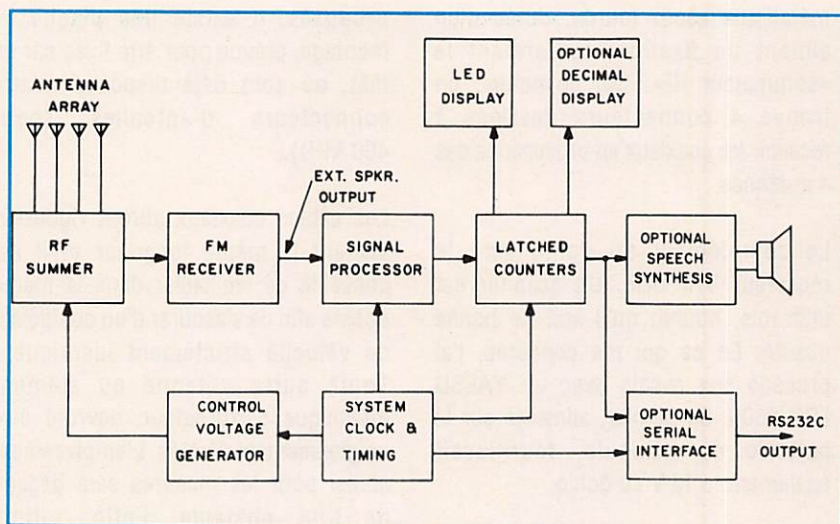 ANTENNA
ARRAY
LED
DISPLAY
OPTIONAL
DECIMAL
DISPLAY
EXT. SPKR.
OUTPUT
RF
SUMMER
FM
RECEIVER
SIGNAL
PROCESSOR
LATCHED
COUNTERS
OPTIONAL
SPEECH
SYNTHESIS
CONTROL
VOLTAGE
GENERATOR
SYSTEM
CLOCK &
TIMING
OPTIONAL
SERIAL
INTERFACE
RS232C
OUTPUT